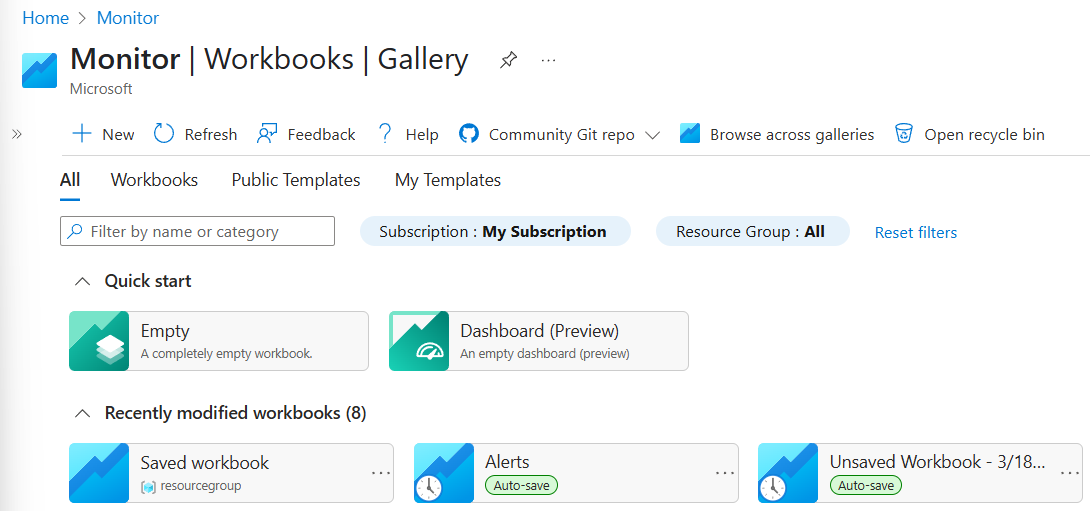 Home > Monitor
Monitor | Workbooks | Gallery ...
Microsoft
» + New Refresh Feedback ? Help Community Git repo Browse across galleries Open recycle bin
All Workbooks Public Templates My Templates
Filter by name or category Subscription : My Subscription Resource Group : All Reset filters
Quick start
Empty Dashboard (Preview)
A completely empty workbook. An empty dashboard (preview)
Recently modified workbooks (8)
Saved workbook ... Alerts ... Unsaved Workbook - 3/18... ...
resourcegroup Auto-save Auto-save